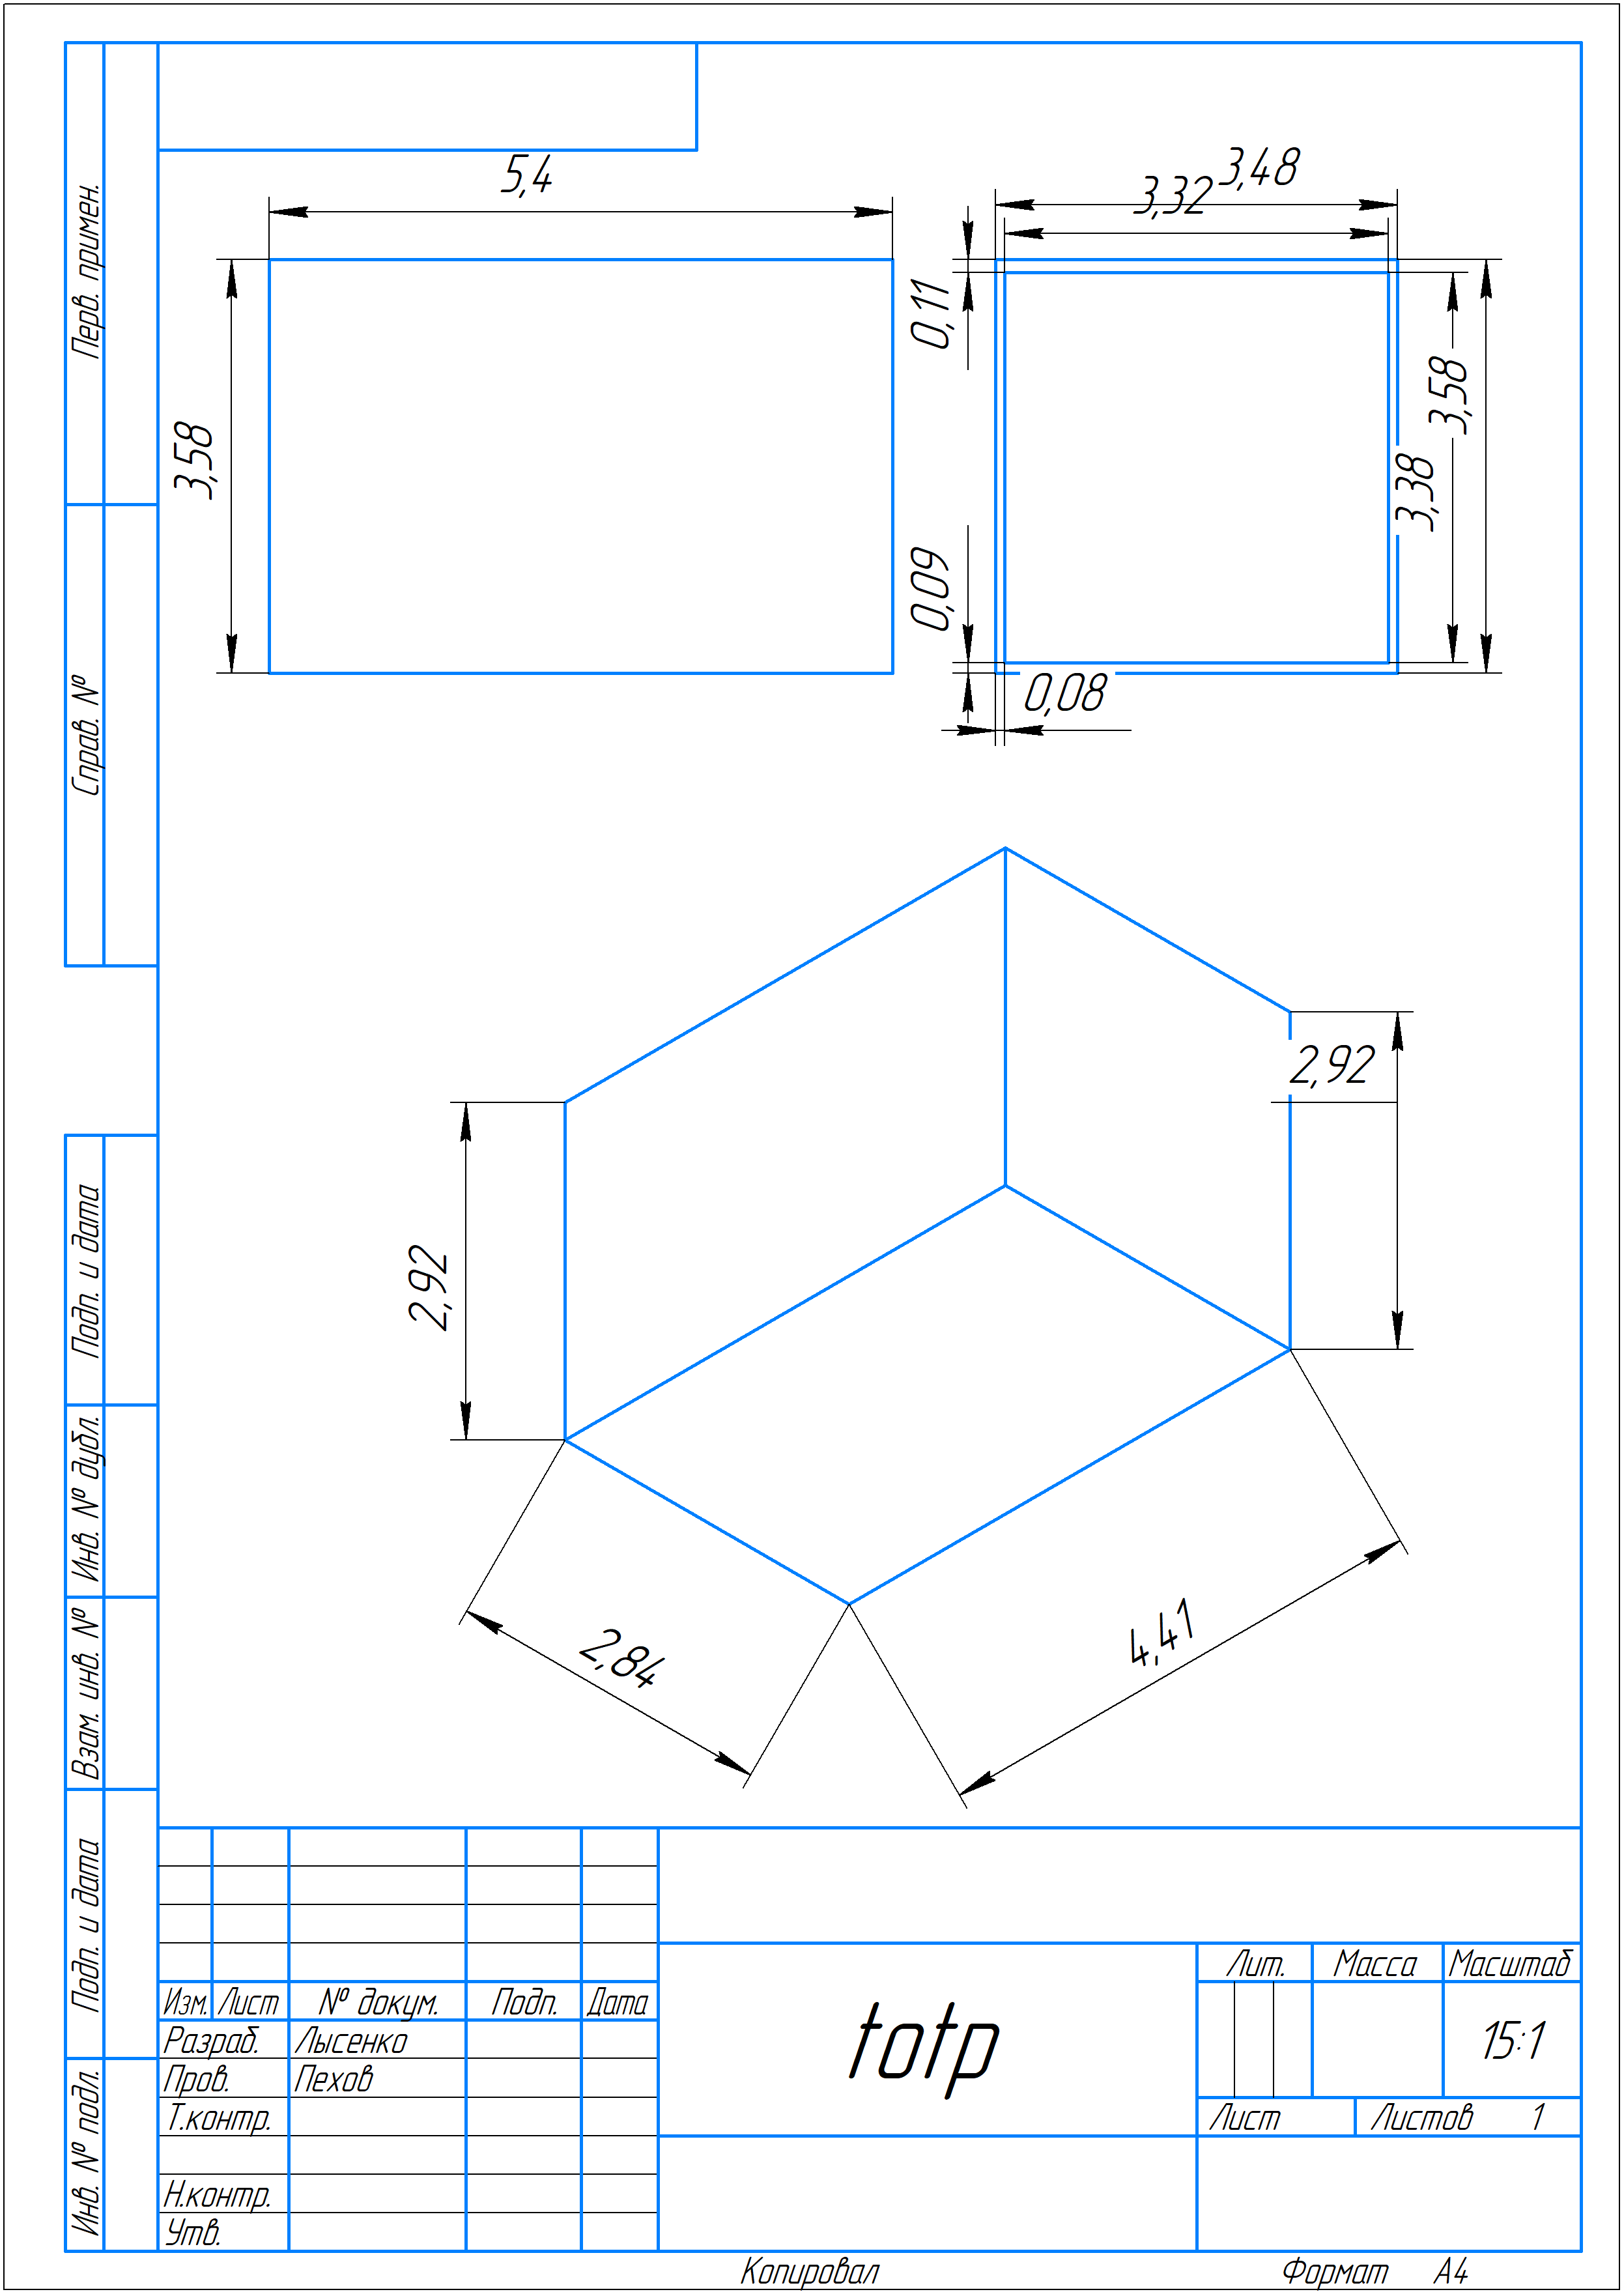 5,4
3,48
3,32
0,11
3,58
3,58
3,38
0,09
0,08
2,92
2,92
2,84
4,41
Перв. примен.
Справ. №
Подп. и дата
Инв. № дубл.
Взам. инв. №
Подп. и дата
Инв. № подл.
Изм. Лист № докум. Подп. Дата
Разраб. Лысенко
Пров. Пехов
Т.контр.
Н.контр.
Утв.
totp
Лит. Масса Масштаб
15:1
Лист Листов 1
Копировал Формат А4